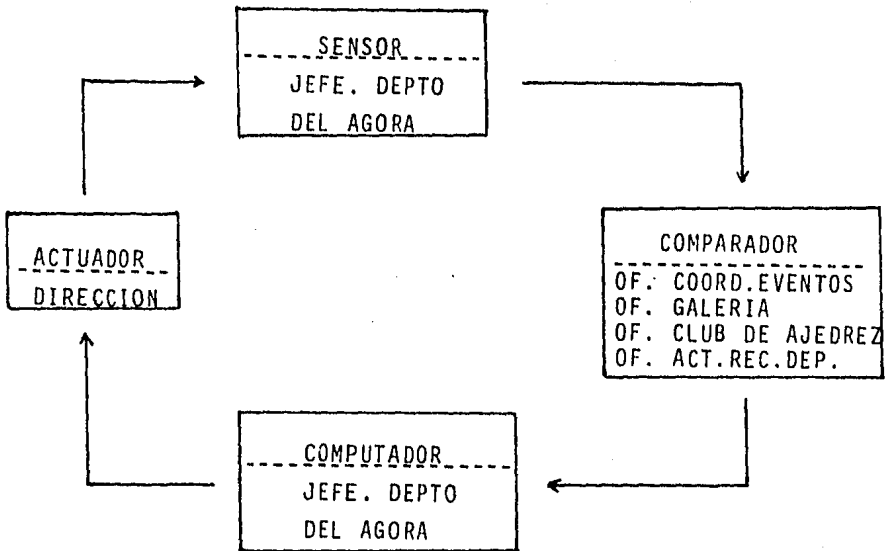 SENSOR
JEFE. DEPTO
DEL AGORA
COMPARADOR
OF. COORD.EVENTOS
OF. GALERIA
OF. CLUB DE AJEDREZ
OF. ACT.REC.DEP.
COMPUTADOR
JEFE. DEPTO
DEL AGORA
ACTUADOR
DIRECCION